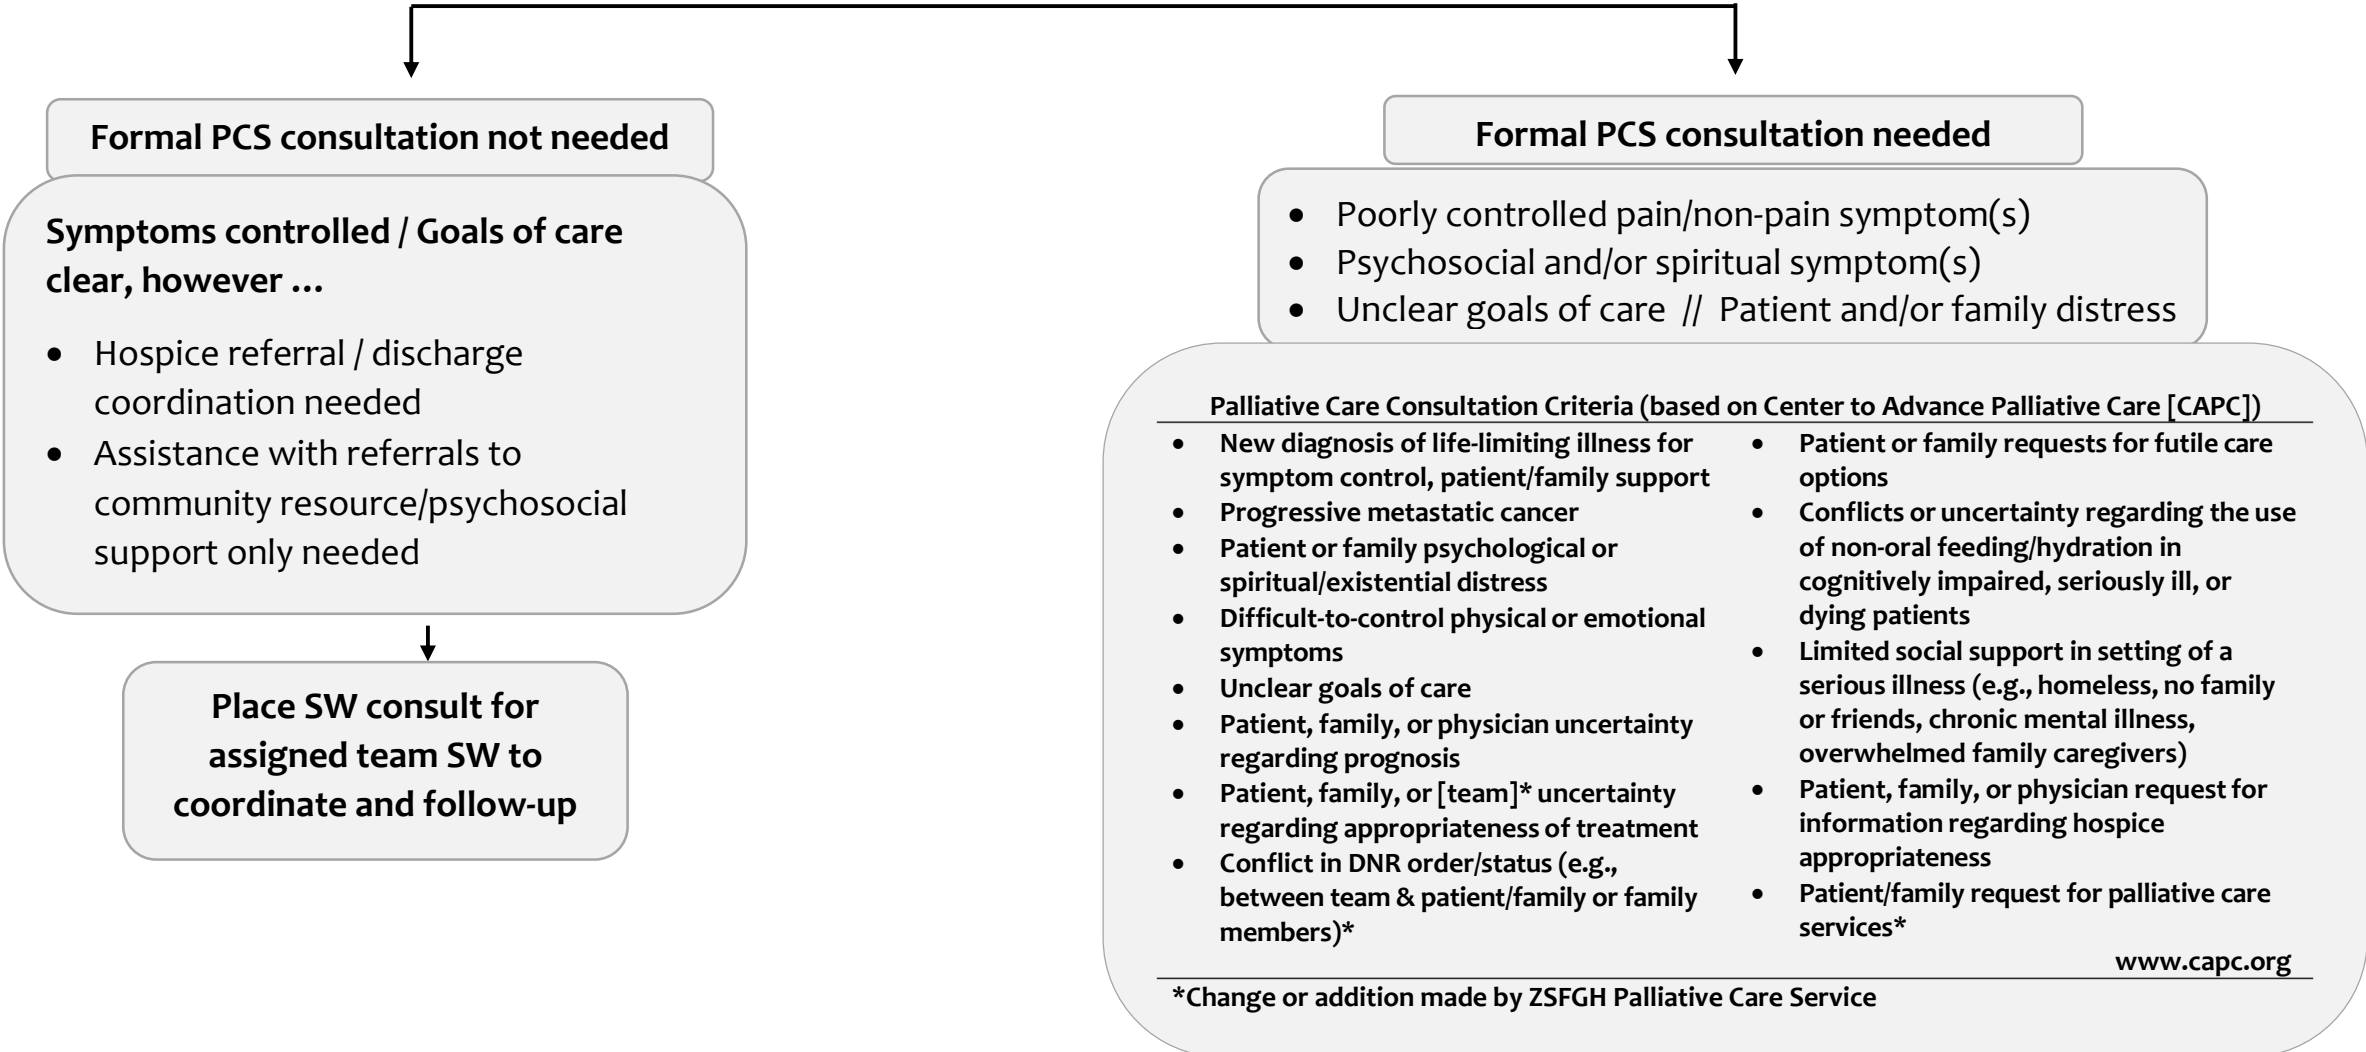 Formal PCS consultation not needed
Symptoms controlled / Goals of care
clear, however ...
• Hospice referral / discharge
coordination needed
• Assistance with referrals to
community resource/psychosocial
support only needed
Place SW consult for
assigned team SW to
coordinate and follow-up
Formal PCS consultation needed
• Poorly controlled pain/non-pain symptom(s)
• Psychosocial and/or spiritual symptom(s)
• Unclear goals of care // Patient and/or family distress
Palliative Care Consultation Criteria (based on Center to Advance Palliative Care [CAPC])
• New diagnosis of life-limiting illness for
symptom control, patient/family support
• Progressive metastatic cancer
• Patient or family psychological or
spiritual/existential distress
• Difficult-to-control physical or emotional
symptoms
• Unclear goals of care
• Patient, family, or physician uncertainty
regarding prognosis
• Patient, family, or [team]* uncertainty
regarding appropriateness of treatment
• Conflict in DNR order/status (e.g.,
between team & patient/family or family
members)*
• Patient or family requests for futile care
options
• Conflicts or uncertainty regarding the use
of non-oral feeding/hydration in
cognitively impaired, seriously ill, or
dying patients
• Limited social support in setting of a
serious illness (e.g., homeless, no family
or friends, chronic mental illness,
overwhelmed family caregivers)
• Patient, family, or physician request for
information regarding hospice
appropriateness
• Patient/family request for palliative care
services*
www.capc.org
*Change or addition made by ZSFGH Palliative Care Service